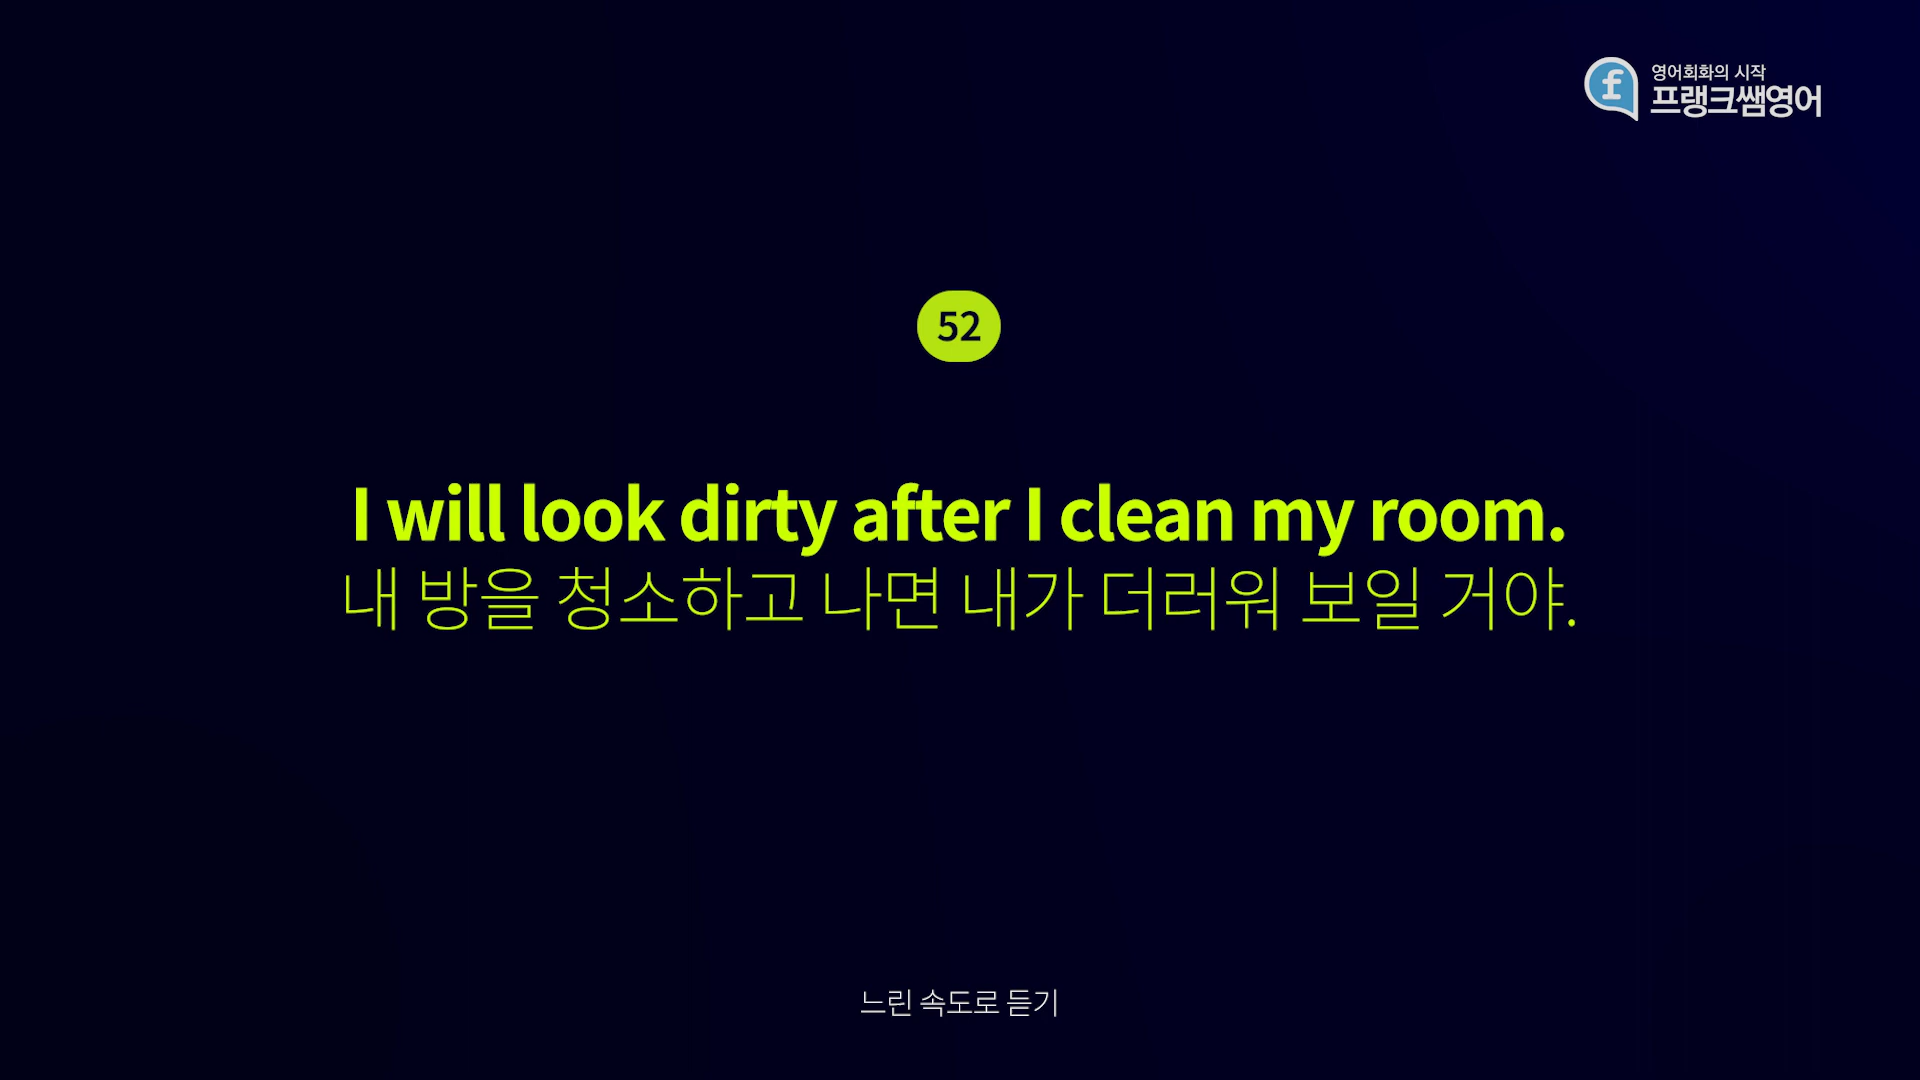 영어회화의 시작
프랭크쌤영어
52
I will look dirty after I clean my room.
내 방을 청소하고 나면 내가 더러워 보일 거야.
느린 속도로 듣기